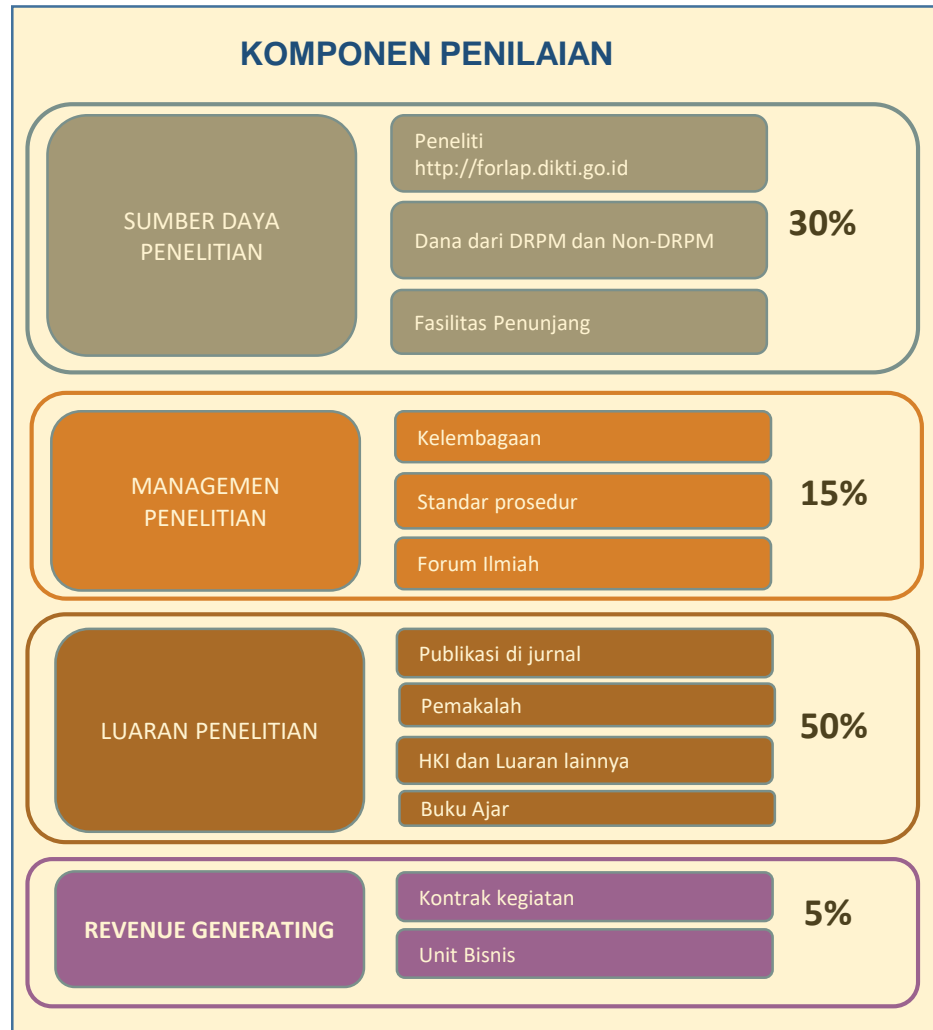 KOMPONEN PENILAIAN
SUMBER DAYA
PENELITIAN
Peneliti
http://forlap.dikti.go.id
Dana dari DRPM dan Non-DRPM
Fasilitas Penunjang
30%
MANAGEMEN
PENELITIAN
Kelembagaan
Standar prosedur
Forum Ilmiah
15%
LUARAN PENELITIAN
Publikasi di jurnal
Pemakalah
HKI dan Luaran lainnya
Buku Ajar
50%
REVENUE GENERATING
Kontrak kegiatan
Unit Bisnis
5%